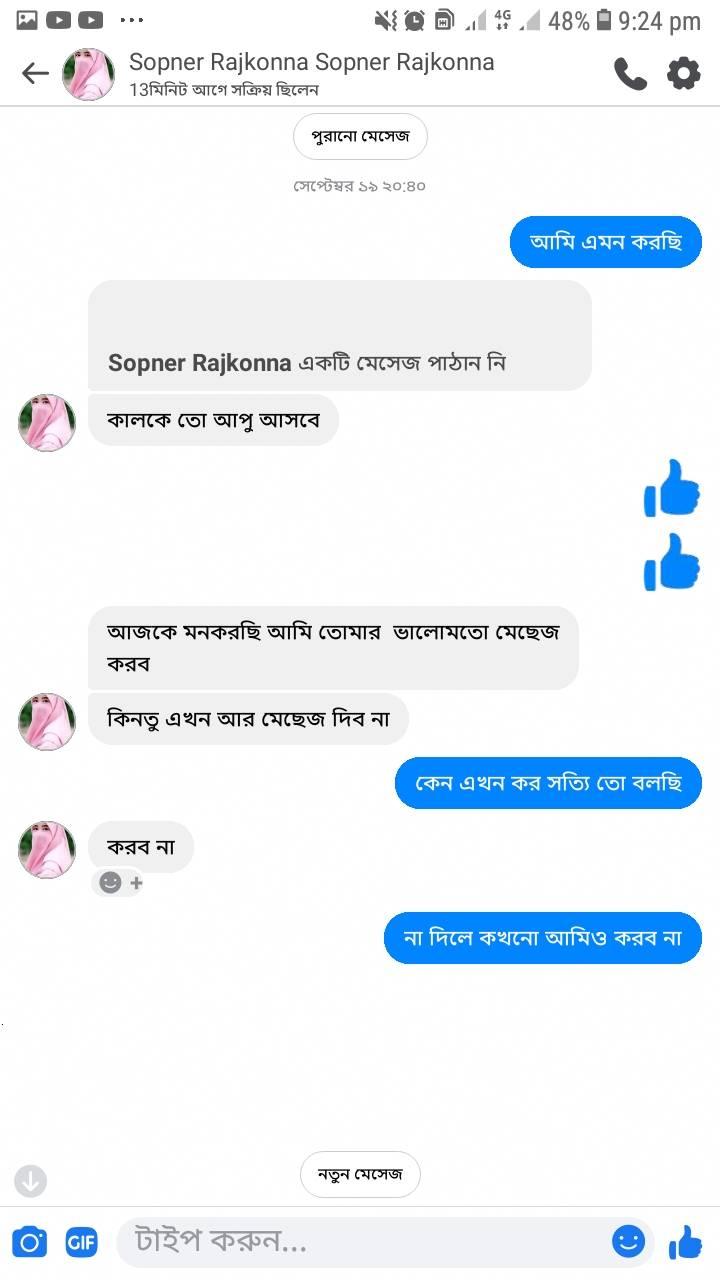 4G 48% 9:24 pm
Sopner Rajkonna Sopner Rajkonna
13মিনিট আগে সক্রিয় ছিলেন
পুরানো মেসেজ
সেপ্টেম্বর ১৯ ২০:৪০
আমি এমন করছি
Sopner Rajkonna একটি মেসেজ পাঠান নি
কালকে তো আপু আসবে
আজকে মনকরছি আমি তোমার ভালোমতো মেছেজ
করব
কিনতু এখন আর মেছেজ দিব না
কেন এখন কর সত্যি তো বলছি
করব না
না দিলে কখনো আমিও করব না
নতুন মেসেজ
GIF টাইপ করুন...